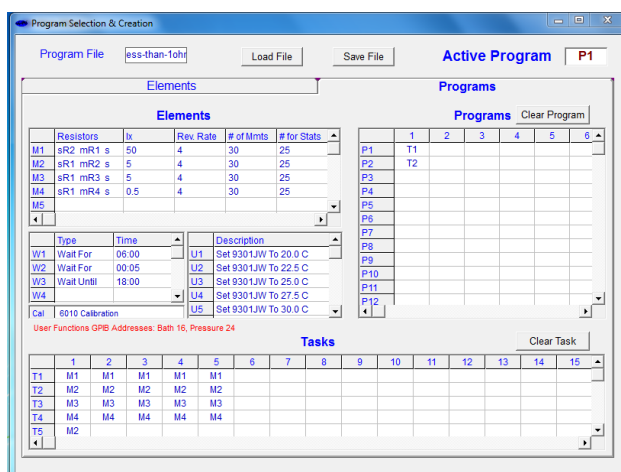 Program Selection & Creation
Program File ess-than-1ohr Load File Save File Active Program P1
Elements Programs
Elements
Resistors Ix Rev. Rate # of Mmts # for Stats
M1 sR2 mR1 s 50 4 30 25
M2 sR1 mR2 s 5 4 30 25
M3 sR1 mR3 s 5 4 30 25
M4 sR1 mR4 s 0.5 4 30 25
M5
Type Time
W1 Wait For 06:00
W2 Wait For 00:05
W3 Wait Until 18:00
W4
Cal 6010 Calibration
Description
U1 Set 9301JW To 20.0 C
U2 Set 9301JW To 22.5 C
U3 Set 9301JW To 25.0 C
U4 Set 9301JW To 27.5 C
U5 Set 9301JW To 30.0 C
User Functions GPIB Addresses: Bath 16, Pressure 24
Programs Clear Program
1 2 3 4 5 6
P1 T1
P2 T2
P3
P4
P5
P6
P7
P8
P9
P10
P11
P12
Tasks Clear Task
1 2 3 4 5 6 7 8 9 10 11 12 13 14 15
T1 M1 M1 M1 M1 M1
T2 M2 M2 M2 M2 M2
T3 M3 M3 M3 M3 M3
T4 M4 M4 M4 M4 M4
T5 M2